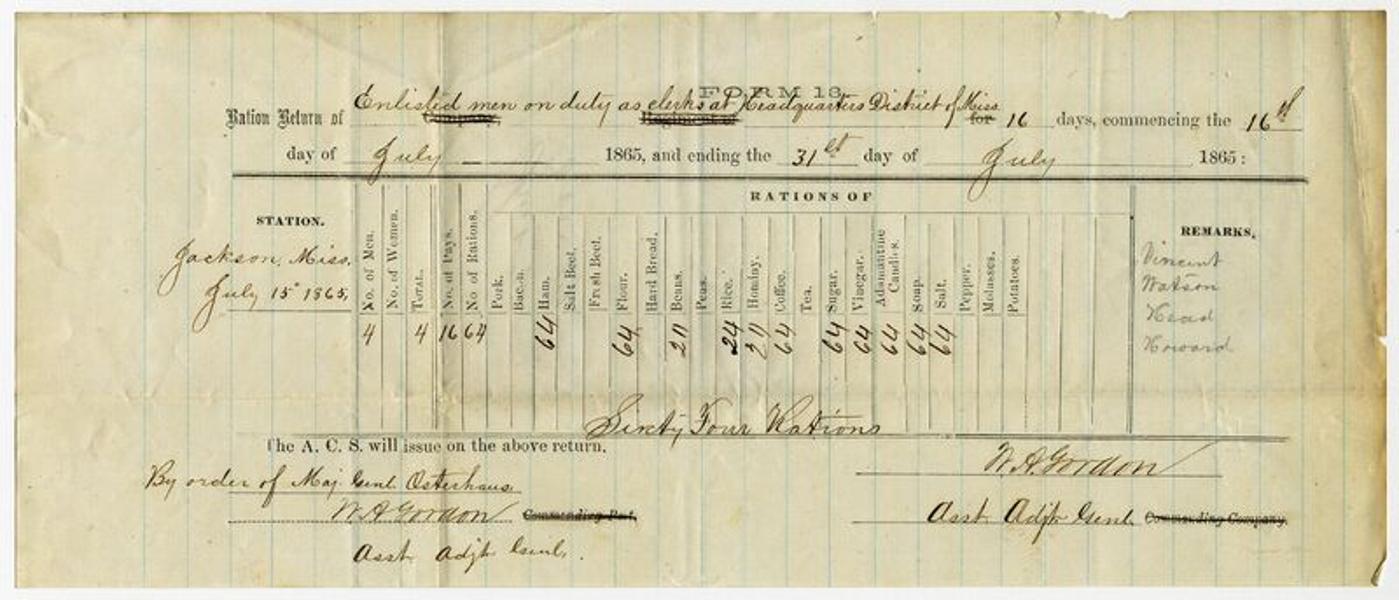 FORM 13.
Ration Return of Enlisted men on duty as clerks at Headquarters District of Miss. for 16 days, commencing the 16th
Company, Regiment of
day of July 1865, and ending the 31st day of July 1865:
RATIONS OF
STATION. No. of Men. No. of Women. Total. No. of Days. No of Rations. Pork. Bacon. Ham. Salt Beef. Fresh Beef. Flour. Hard Bread. Beans. Peas. Rice. Hominy. Coffee. Tea. Sugar. Vinegar. Adamantine Candles. Soap. Salt. Pepper. Molasses. Potatoes. REMARKS.
Jackson, Miss.
July 15" 1865,
4 4 16 64 64 64 20 24 20 64 64 64 64 64 64
Vincent
Watson
Head
Howard
Sixty Four Rations
The A. C. S. will issue on the above return.
W. A. Gordon
By order of Maj. Genl. Osterhaus.
W. A. Gordon Commanding Post.
Asst. Adjt. Genl. Commanding Company.
Asst. Adjt. Genl.